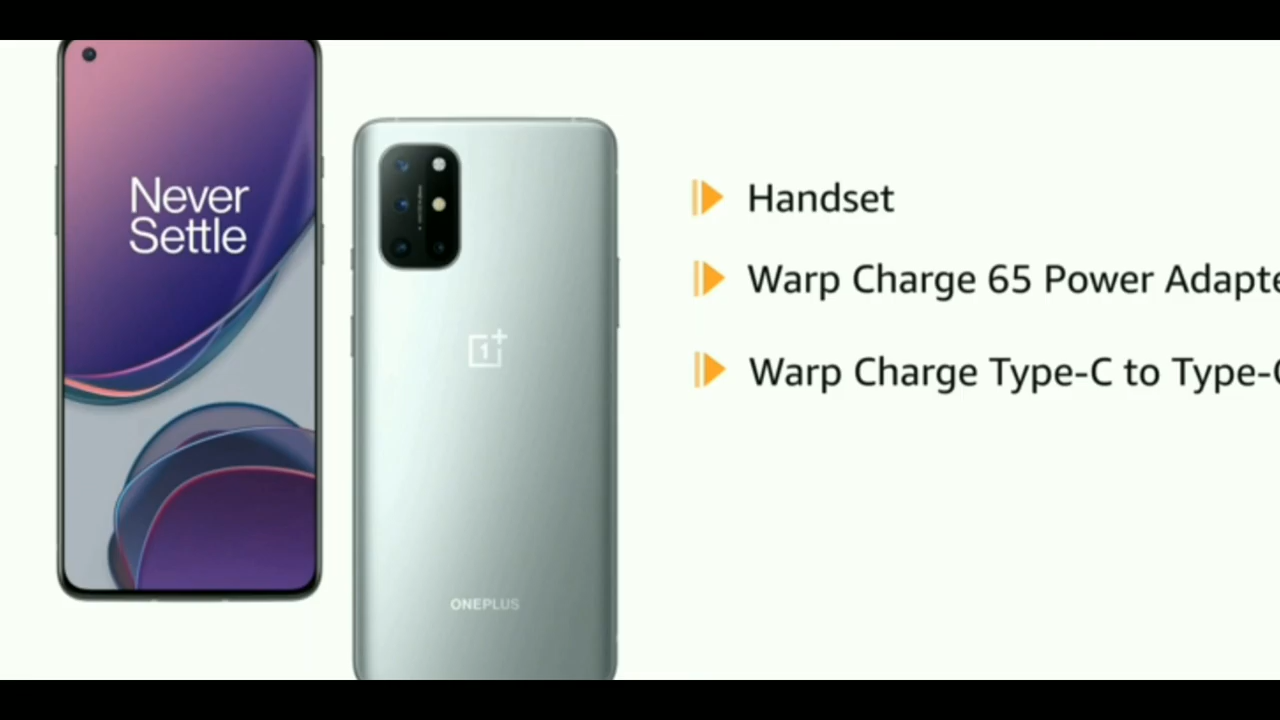 Never
Settle
ONEPLUS
Handset
Warp Charge 65 Power Adapte
Warp Charge Type-C to Type-